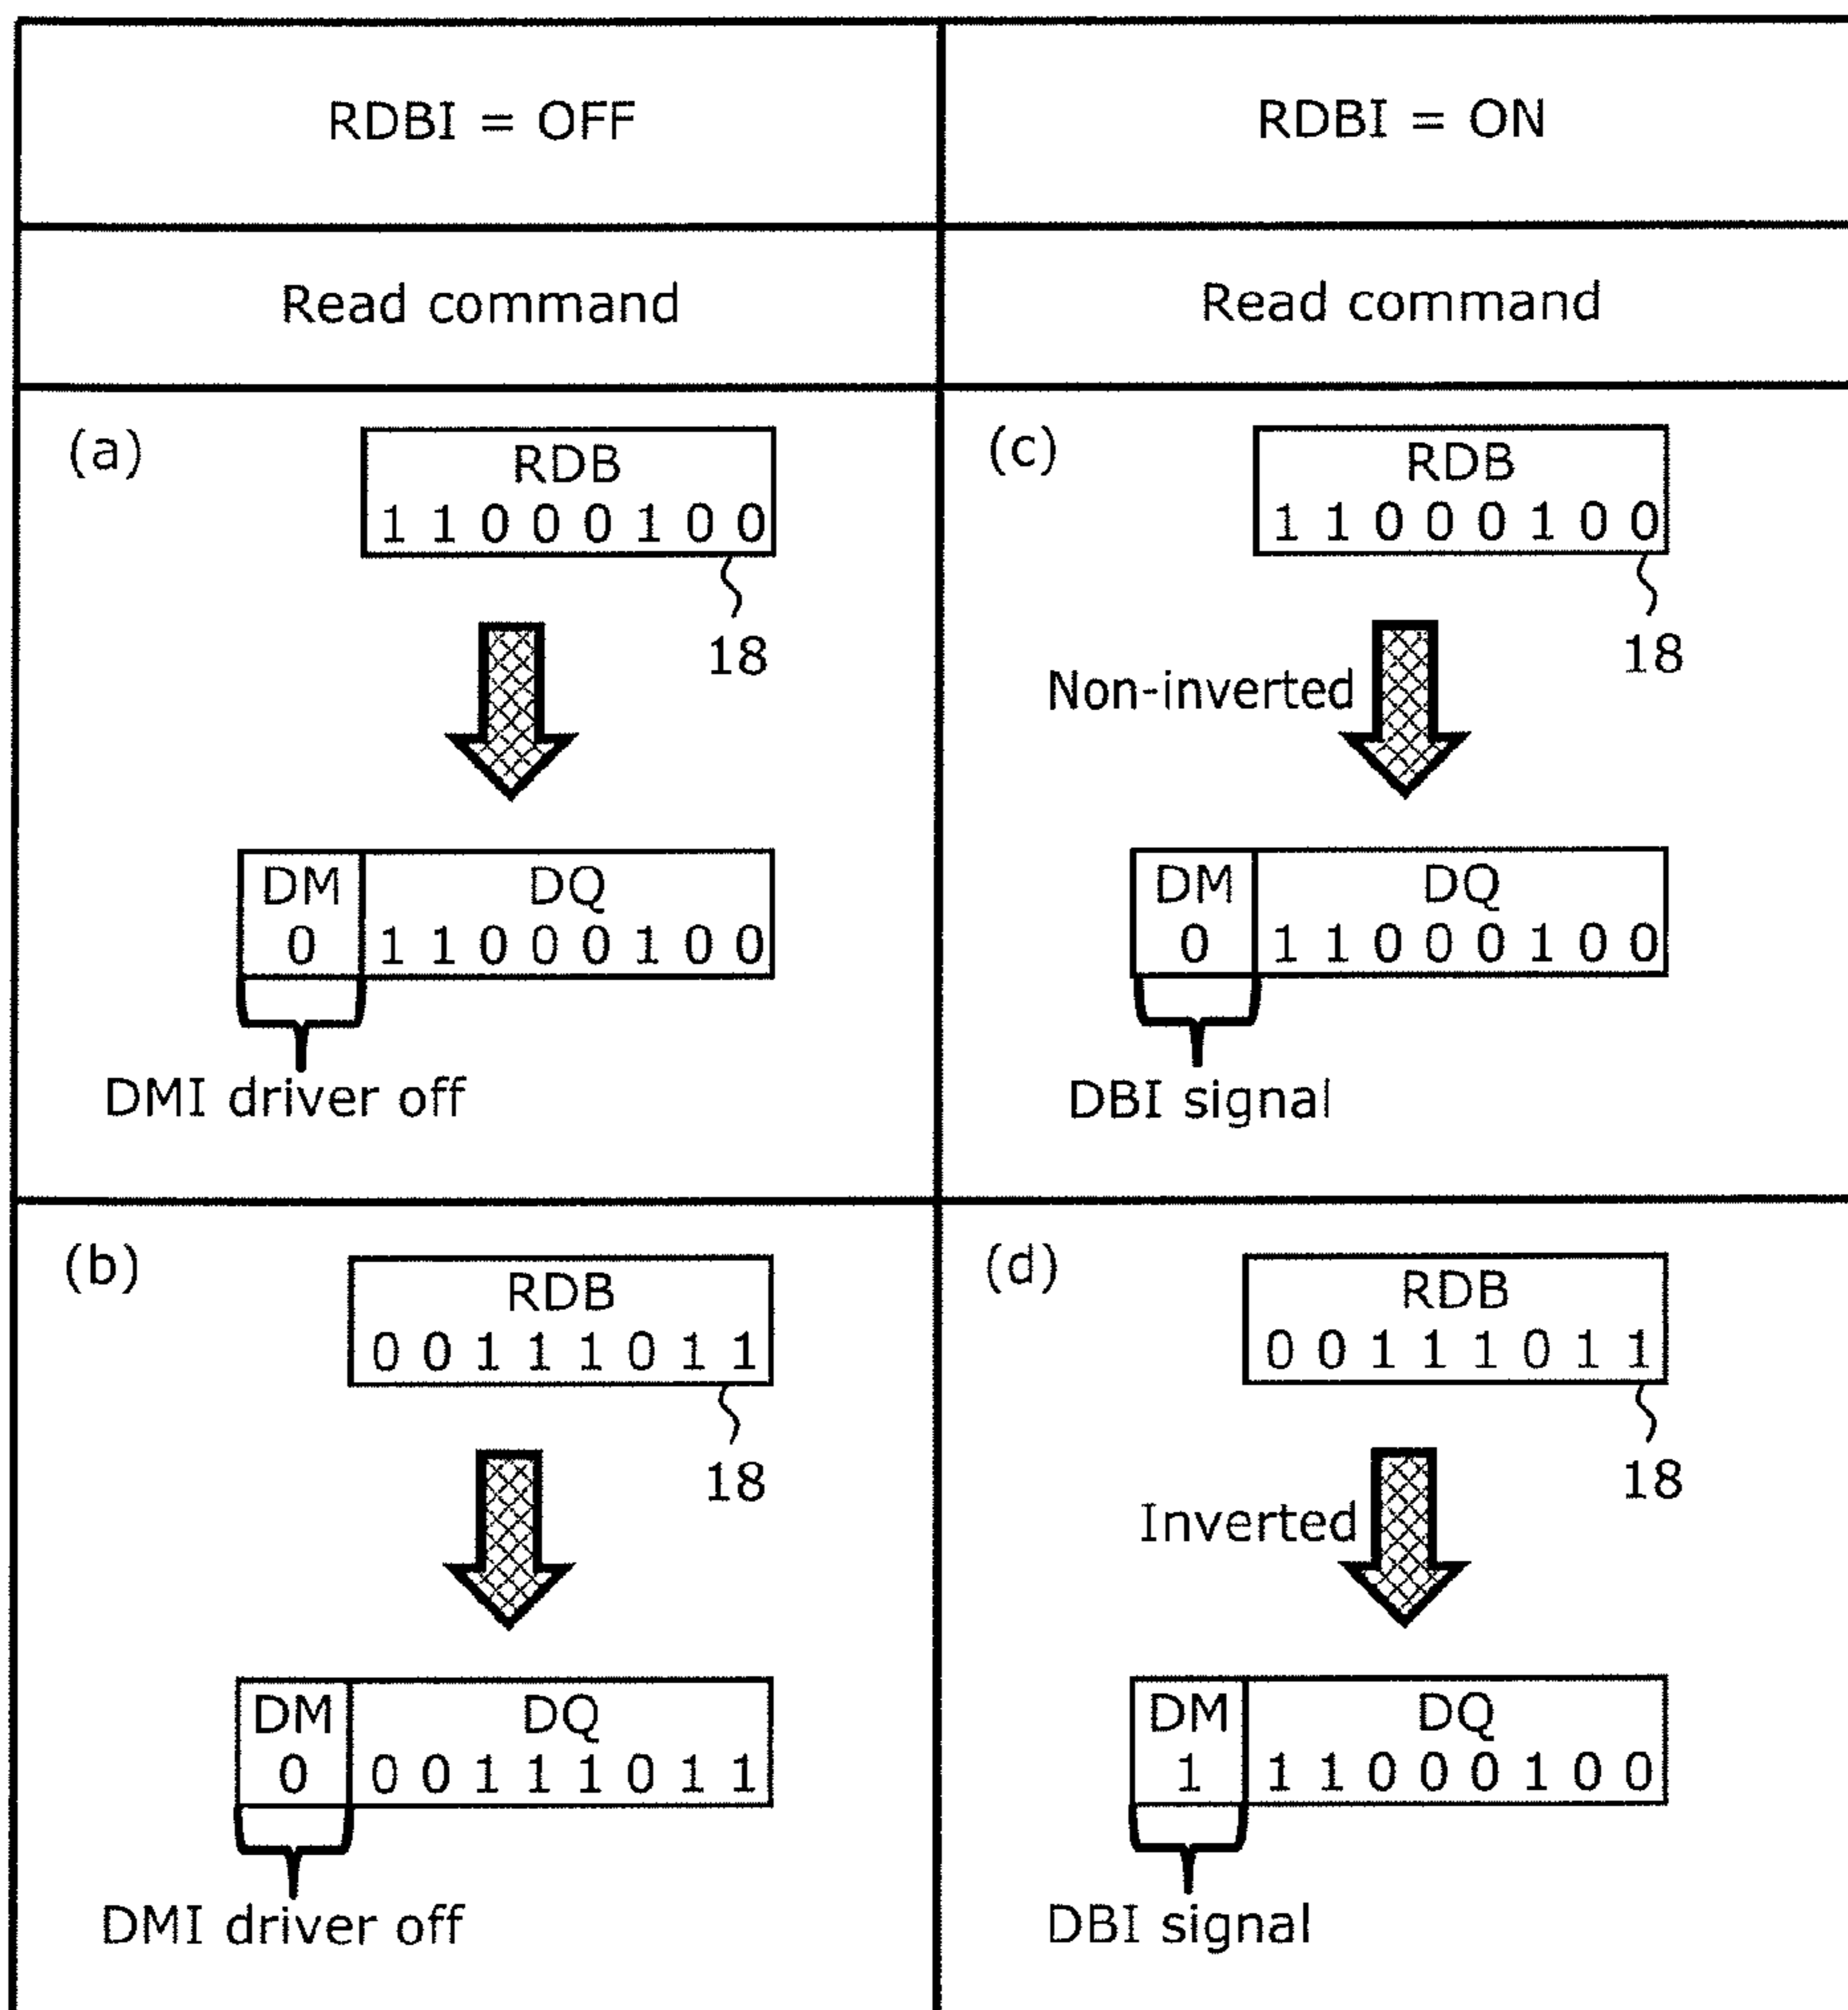 RDBI = OFF
RDBI = ON
Read command
Read command
(a)
RDB
1 1 0 0 0 1 0 0
18
DM
DQ
0
1 1 0 0 0 1 0 0
DMI driver off
(c)
RDB
1 1 0 0 0 1 0 0
18
Non-inverted
DM
DQ
0
1 1 0 0 0 1 0 0
DBI signal
(b)
RDB
0 0 1 1 1 0 1 1
18
DM
DQ
0
0 0 1 1 1 0 1 1
DMI driver off
(d)
RDB
0 0 1 1 1 0 1 1
18
Inverted
DM
DQ
1
1 1 0 0 0 1 0 0
DBI signal